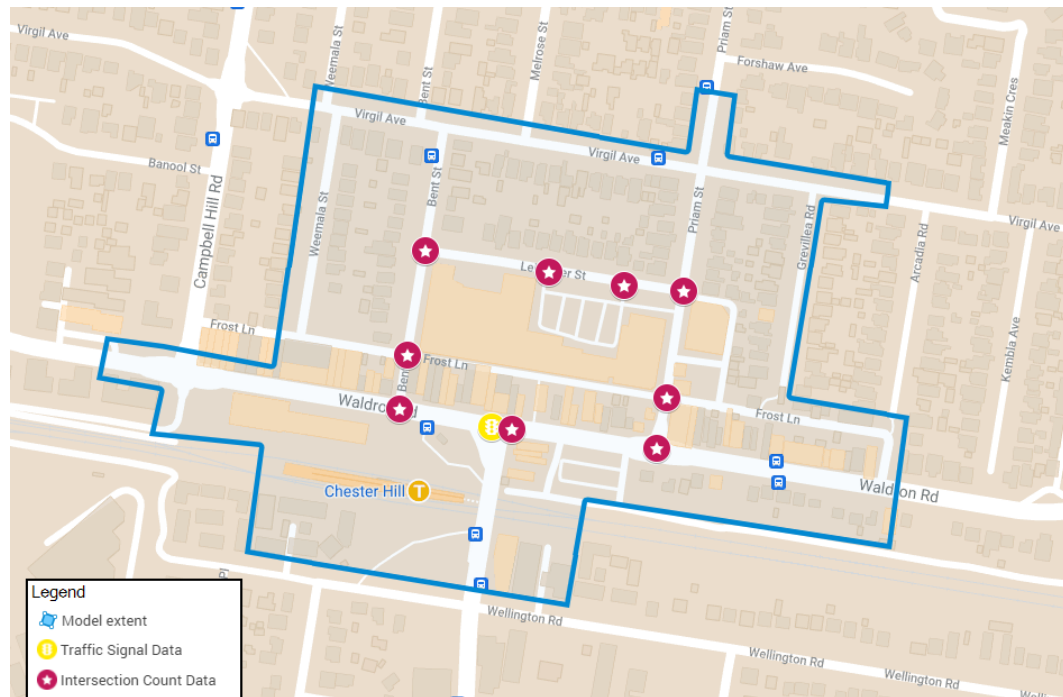 Virgil Ave
Weemala St
Bent St
Melrose St
Priam St
Forshaw Ave
Meakin Cres
Virgil Ave
Virgil Ave
Banool St
Campbell Hill Rd
Bent St
Weemala St
Priam St
Grevillea Rd
Arcadia Rd
Virgil Ave
Kembla Ave
Frost Ln
Frost Ln
Frost Ln
Waldron Rd
Chester Hill
T
Wellington Rd
Wellington Rd
Wellington Rd
Legend
Model extent
Traffic Signal Data
Intersection Count Data